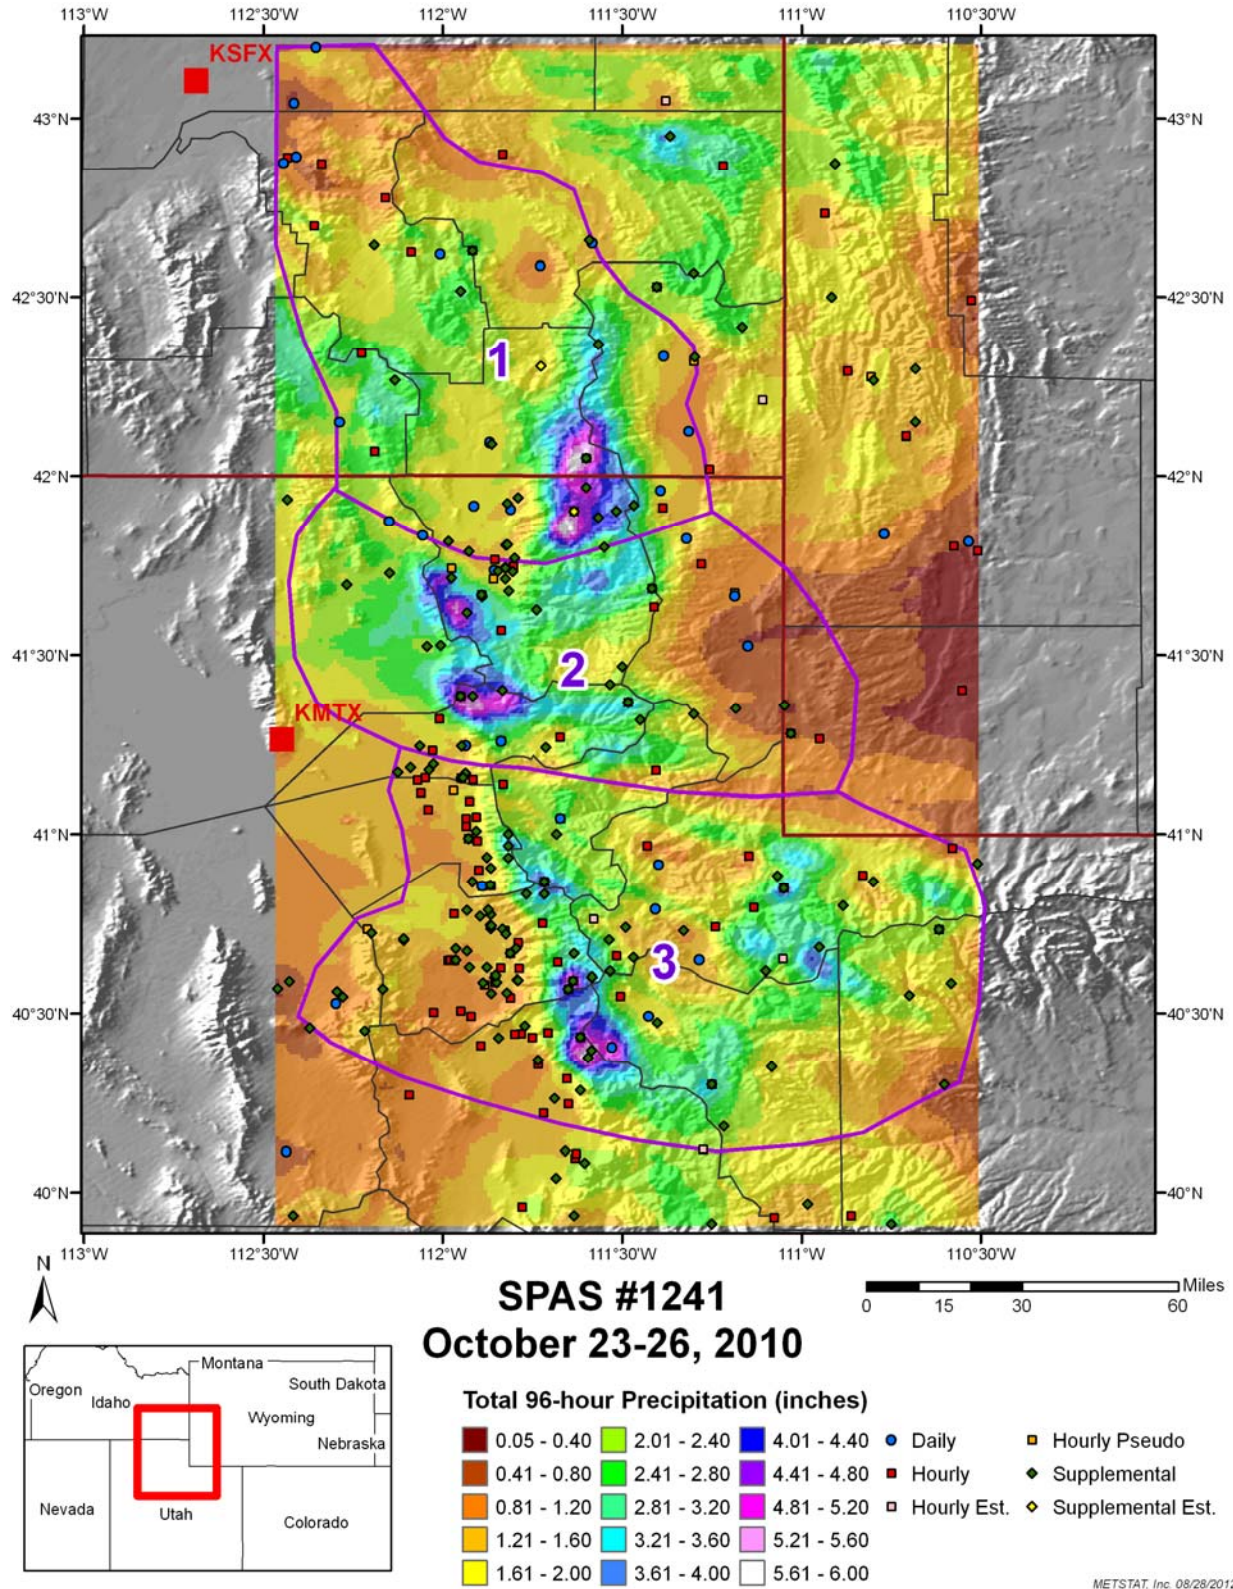 113°W 112°30'W 112°W 111°30'W 111°W 110°30'W
KSFX
43°N 43°N
42°30'N 42°30'N
1
42°N 42°N
41°30'N 2 41°30'N
KMTX
41°N 41°N
3
40°30'N 40°30'N
40°N 40°N
113°W 112°30'W 112°W 111°30'W 111°W 110°30'W
N
SPAS #1241
October 23-26, 2010
Miles
0 15 30 60
Montana
Oregon
Idaho
South Dakota
Wyoming
Nebraska
Nevada
Utah
Colorado
Total 96-hour Precipitation (inches)
0.05 - 0.40 2.01 - 2.40 4.01 - 4.40 Daily Hourly Pseudo
0.41 - 0.80 2.41 - 2.80 4.41 - 4.80 Hourly Supplemental
0.81 - 1.20 2.81 - 3.20 4.81 - 5.20 Hourly Est. Supplemental Est.
1.21 - 1.60 3.21 - 3.60 5.21 - 5.60
1.61 - 2.00 3.61 - 4.00 5.61 - 6.00
METSTAT, Inc. 08/28/2012